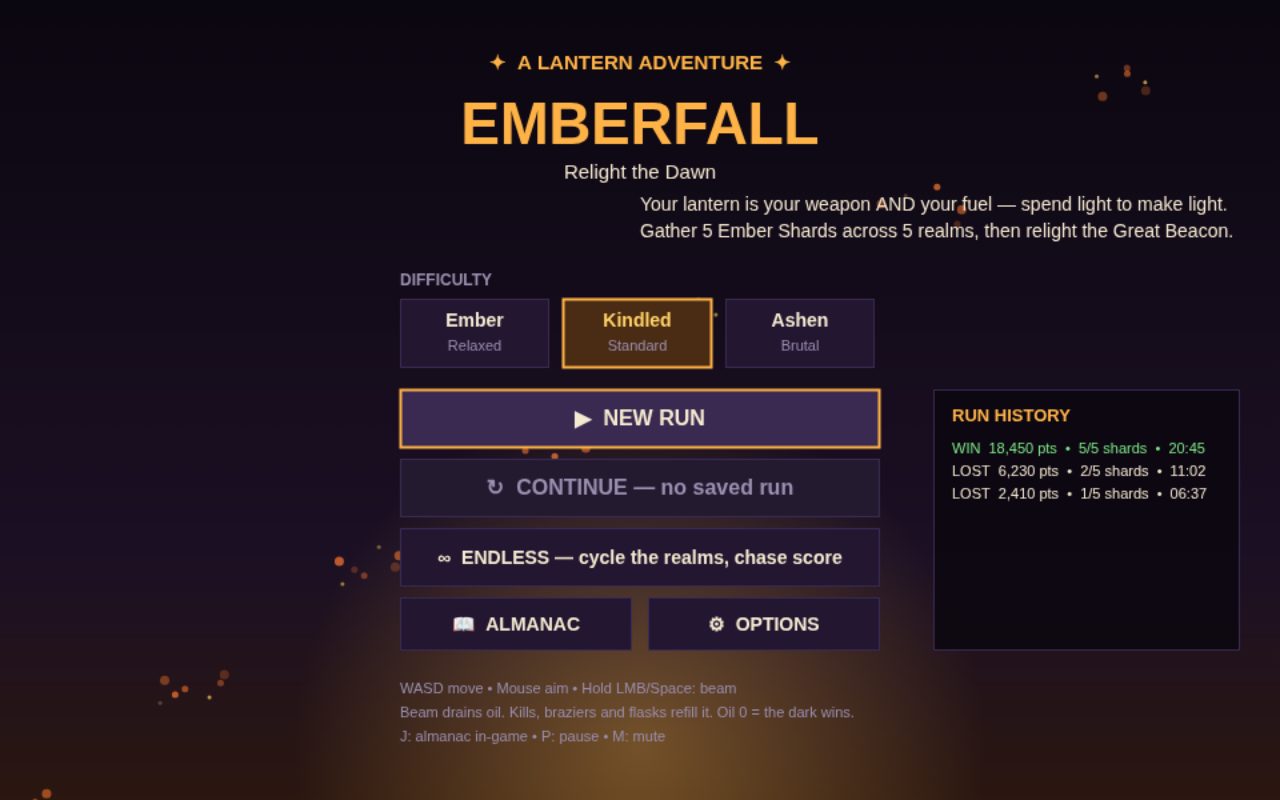 ✦ A LANTERN ADVENTURE ✦
EMBERFALL
Relight the Dawn
Your lantern is your weapon AND your fuel — spend light to make light.
Gather 5 Ember Shards across 5 realms, then relight the Great Beacon.
DIFFICULTY
Ember
Relaxed
Kindled
Standard
Ashen
Brutal
▶ NEW RUN
↻ CONTINUE — no saved run
∞ ENDLESS — cycle the realms, chase score
📖 ALMANAC
⚙ OPTIONS
RUN HISTORY
WIN 18,450 pts • 5/5 shards • 20:45
LOST 6,230 pts • 2/5 shards • 11:02
LOST 2,410 pts • 1/5 shards • 06:37
WASD move • Mouse aim • Hold LMB/Space: beam
Beam drains oil. Kills, braziers and flasks refill it. Oil 0 = the dark wins.
J: almanac in-game • P: pause • M: mute